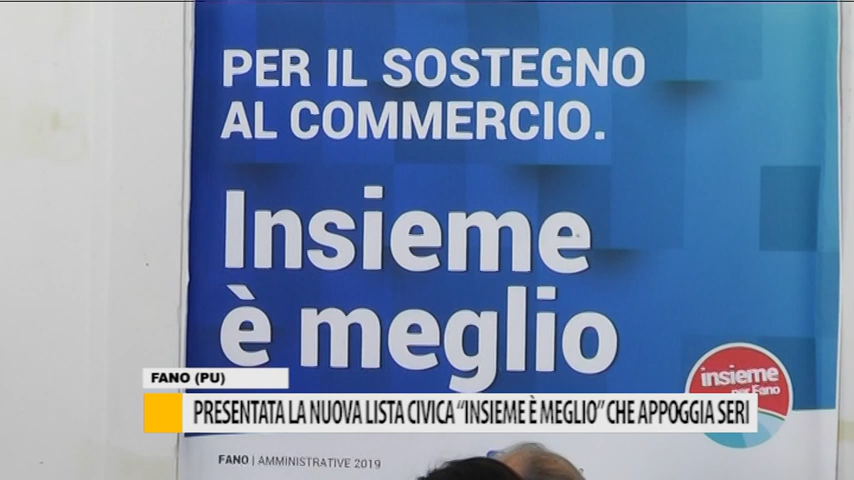 PER IL SOSTEGNO
AL COMMERCIO.
Insieme
è meglio
insieme
per Fano
FANO (PU)
PRESENTATA LA NUOVA LISTA CIVICA “INSIEME È MEGLIO” CHE APPOGGIA SERI
FANO | AMMINISTRATIVE 2019